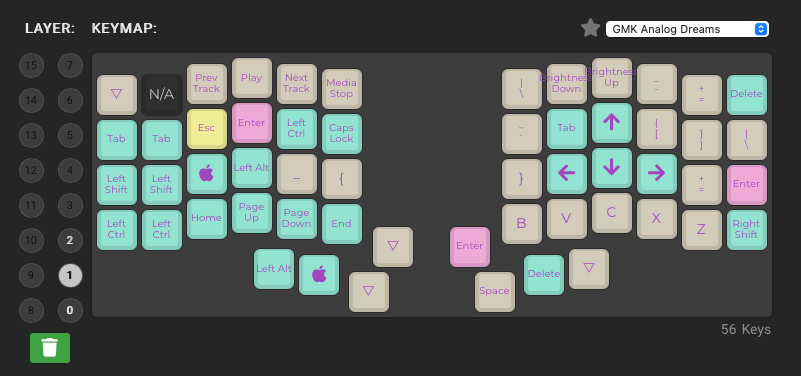 LAYER: KEYMAP: GMK Analog Dreams
15 7
14 6
13 5
12 4
11 3
10 2
9 1
8 0
▽ N/A Prev Track Play Next Track Media Stop | \ Brightness Down Brightness Up _ - + = Delete
Tab Tab Esc Enter Left Ctrl Caps Lock ~ ` Tab ↑ { [ } ] | \
Left Shift Left Shift Left Alt _ { } ← ↓ → + = Enter
Left Ctrl Left Ctrl Home Page Up Page Down End B V C X Z Right Shift
▽ Enter
Left Alt Delete ▽
▽ Space
56 Keys